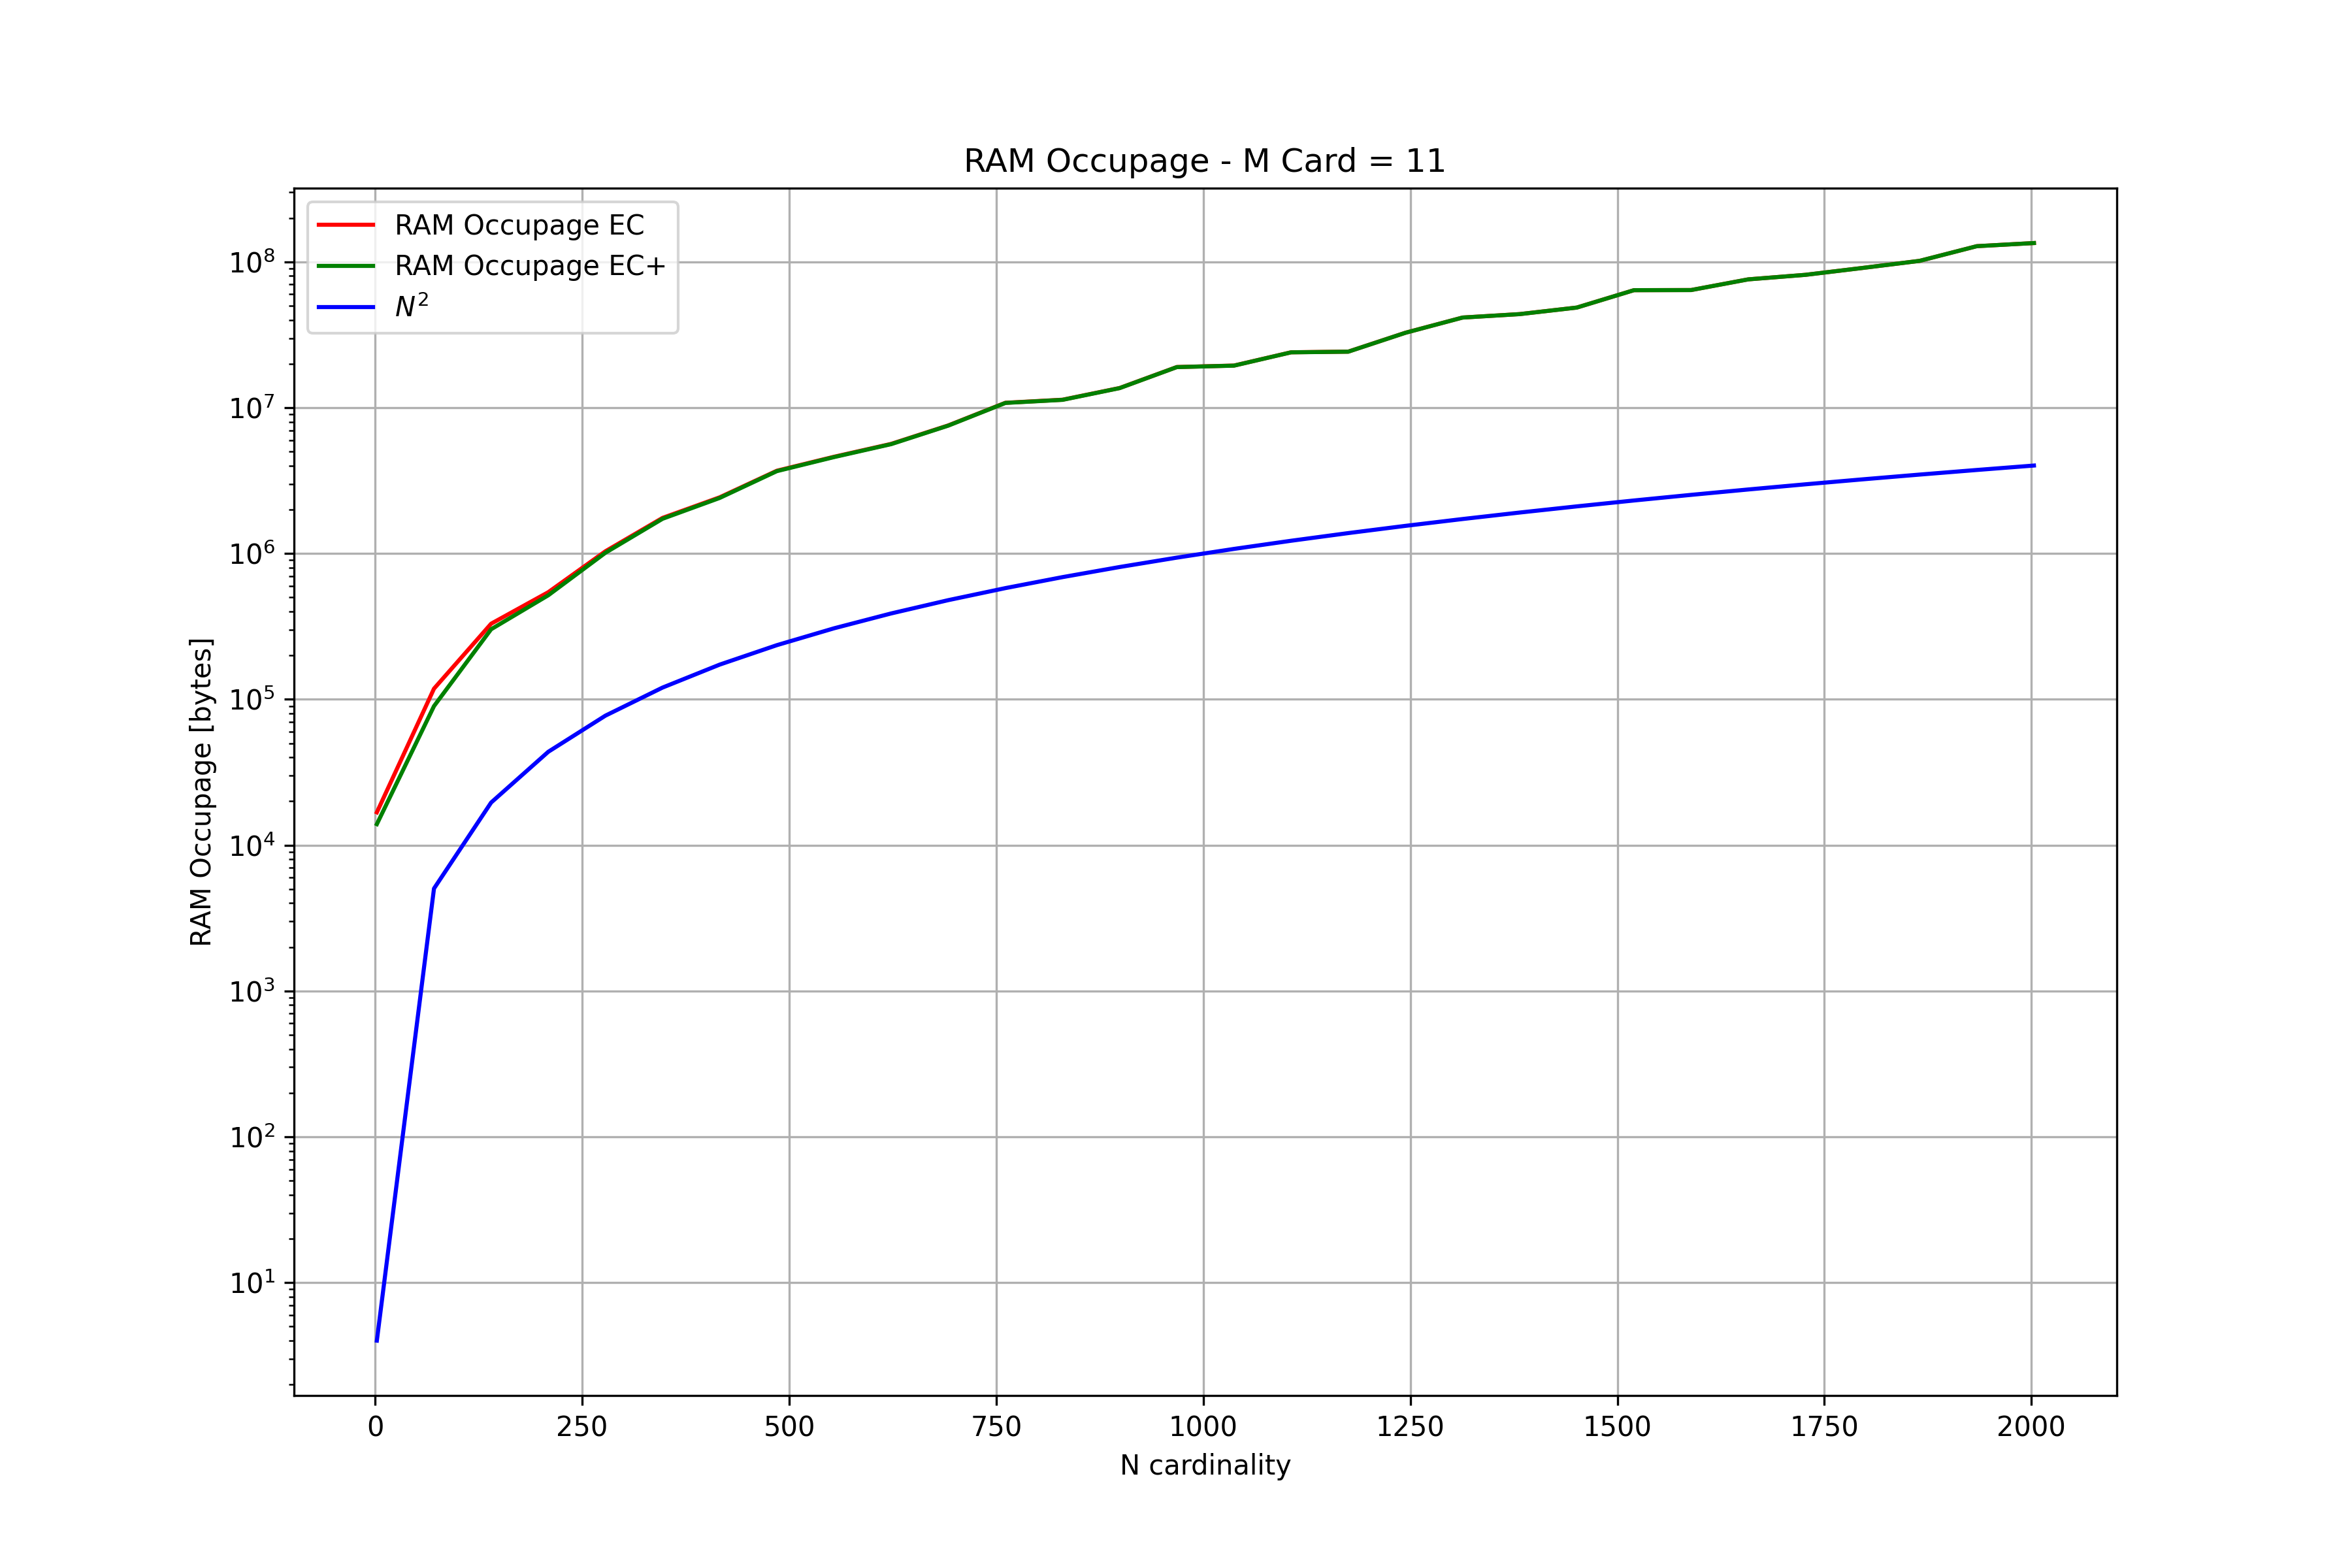 RAM Occupage - M Card = 11
RAM Occupage EC
RAM Occupage EC+
N²
10⁸
10⁷
10⁶
10⁵
10⁴
10³
10²
10¹
RAM Occupage [bytes]
0 250 500 750 1000 1250 1500 1750 2000
N cardinality